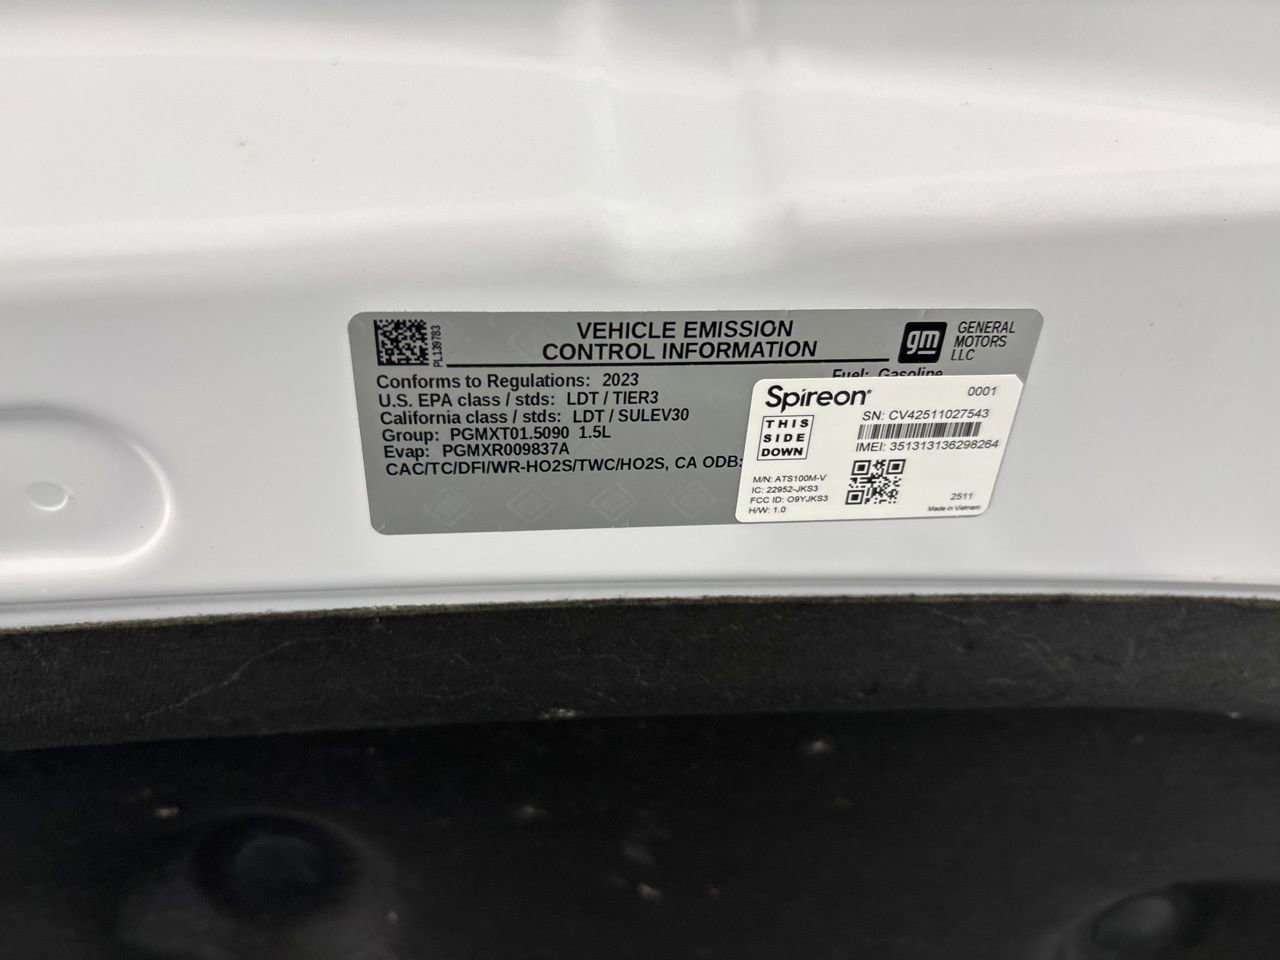 PL139783
VEHICLE EMISSION
CONTROL INFORMATION
gm
GENERAL
MOTORS
LLC
Conforms to Regulations: 2023
U.S. EPA class / stds: LDT / TIER3
California class / stds: LDT / SULEV30
Group: PGMXT01.5090 1.5L
Evap: PGMXR009837A
CAC/TC/DFI/WR-HO2S/TWC/HO2S, CA ODB:
Fuel: Gasoline
Spireon
0001
THIS
SIDE
DOWN
SN: CV42511027543
IMEI: 351313136298264
M/N: ATS100M-V
IC: 22952-JKS3
FCC ID: O9YJKS3
H/W: 1.0
2511
Made in Vietnam